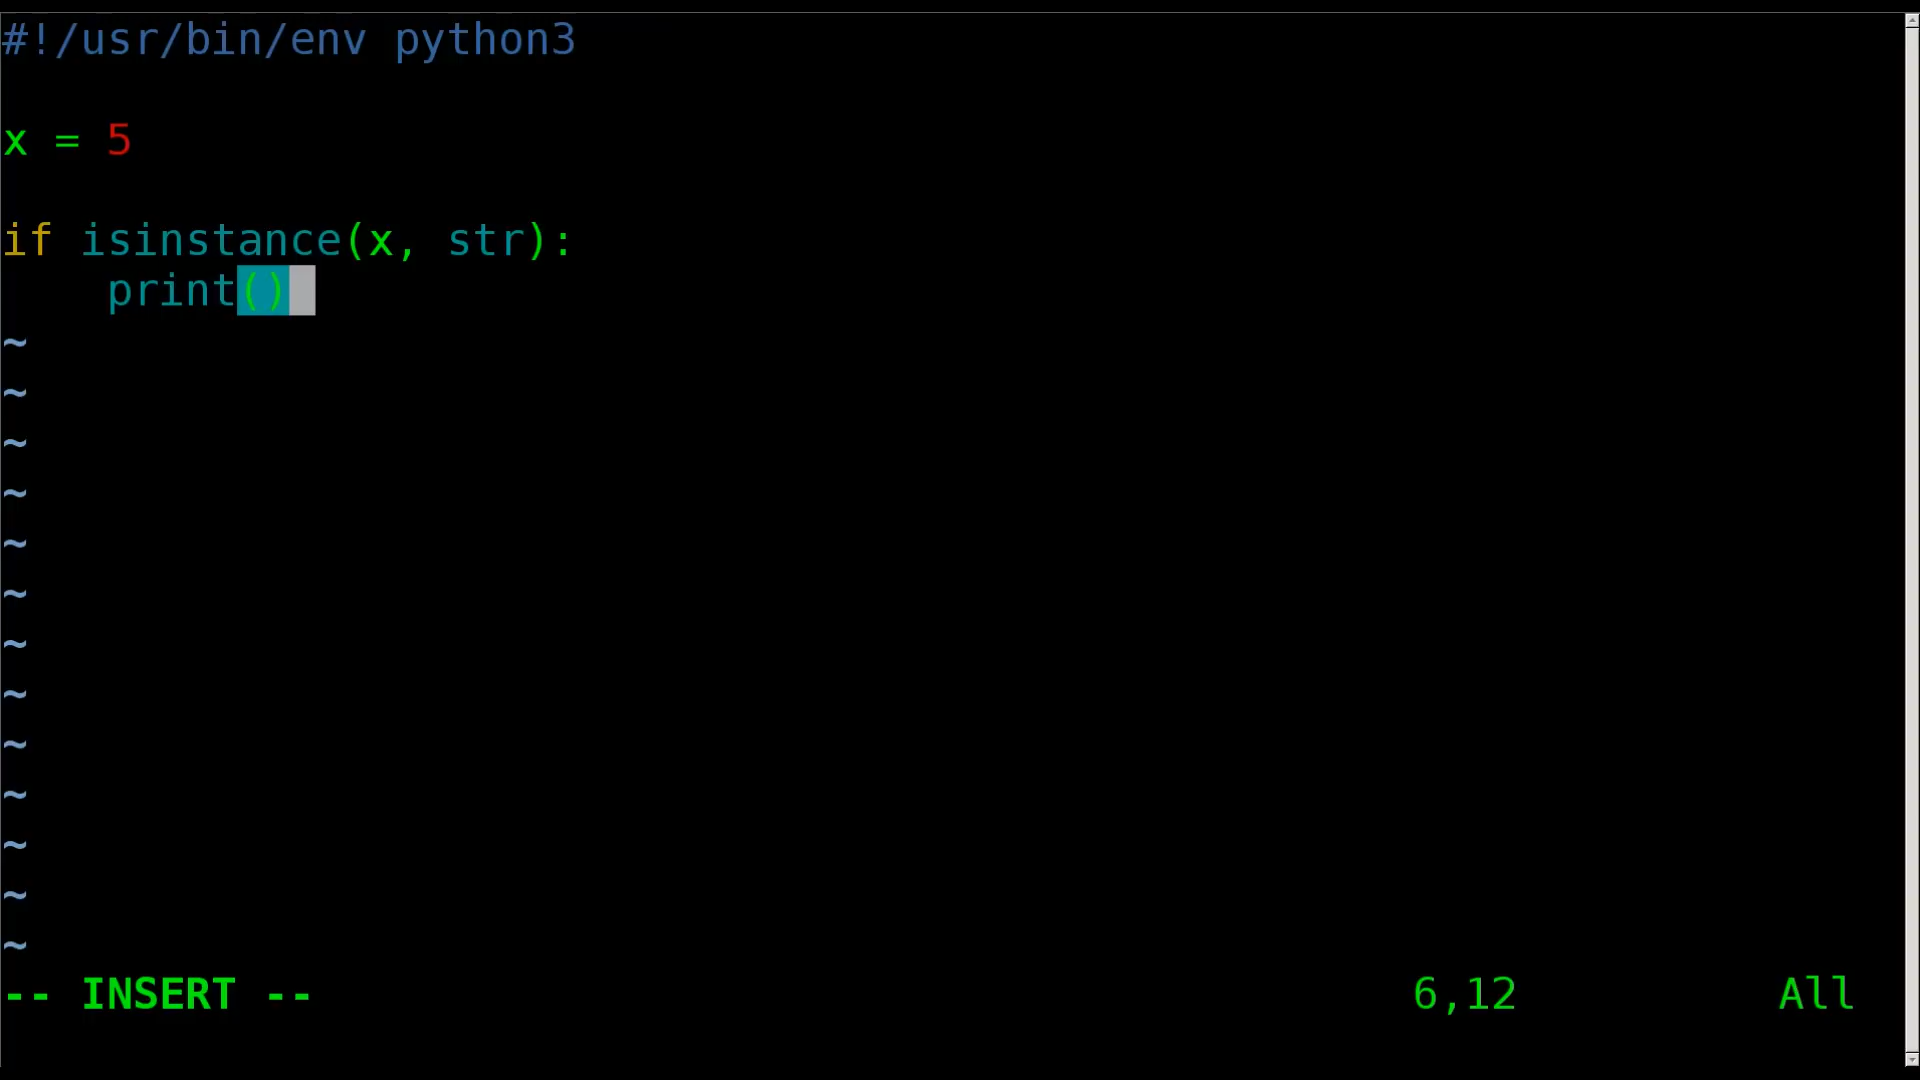 #!/usr/bin/env python3
x = 5
if isinstance(x, str):
    print()
~
~
~
~
~
~
~
~
~
~
~
~
~
-- INSERT -- 6,12 All